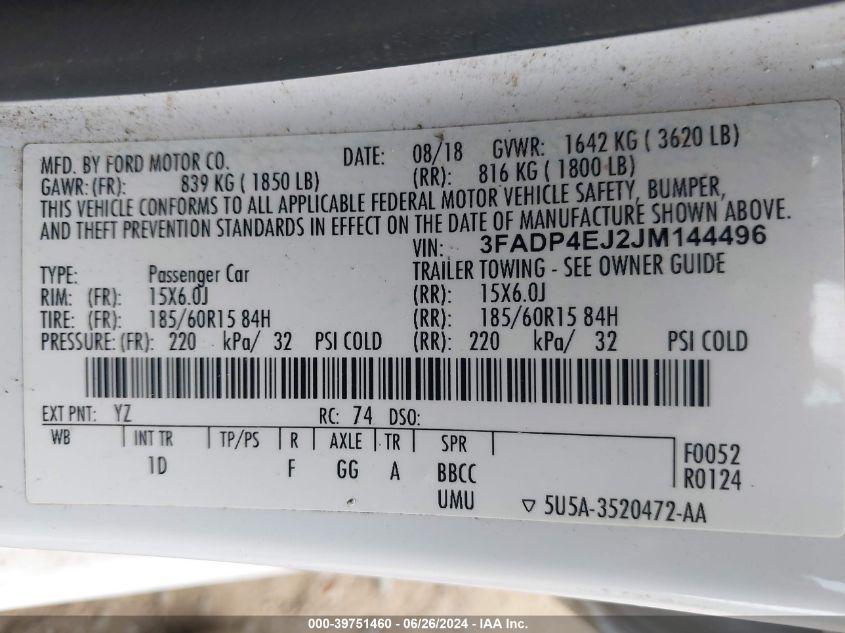 MFD. BY FORD MOTOR CO. DATE: 08/18 GVWR: 1642 KG ( 3620 LB)
GAWR: (FR): 839 KG ( 1850 LB) (RR): 816 KG ( 1800 LB)
THIS VEHICLE CONFORMS TO ALL APPLICABLE FEDERAL MOTOR VEHICLE SAFETY, BUMPER,
AND THEFT PREVENTION STANDARDS IN EFFECT ON THE DATE OF MANUFACTURE SHOWN ABOVE.
VIN: 3FADP4EJ2JM144496
TYPE: Passenger Car TRAILER TOWING - SEE OWNER GUIDE
RIM: (FR): 15X6.0J (RR): 15X6.0J
TIRE: (FR): 185/60R15 84H (RR): 185/60R15 84H
PRESSURE: (FR): 220 kPa/ 32 PSI COLD (RR): 220 kPa/ 32 PSI COLD
EXT PNT: YZ RC: 74 DSO:
WB INT TR TP/PS R AXLE TR SPR F0052
1D F GG A BBCC R0124
UMU ▽ 5U5A-3520472-AA
000-39751460 - 06/26/2024 - IAA Inc.